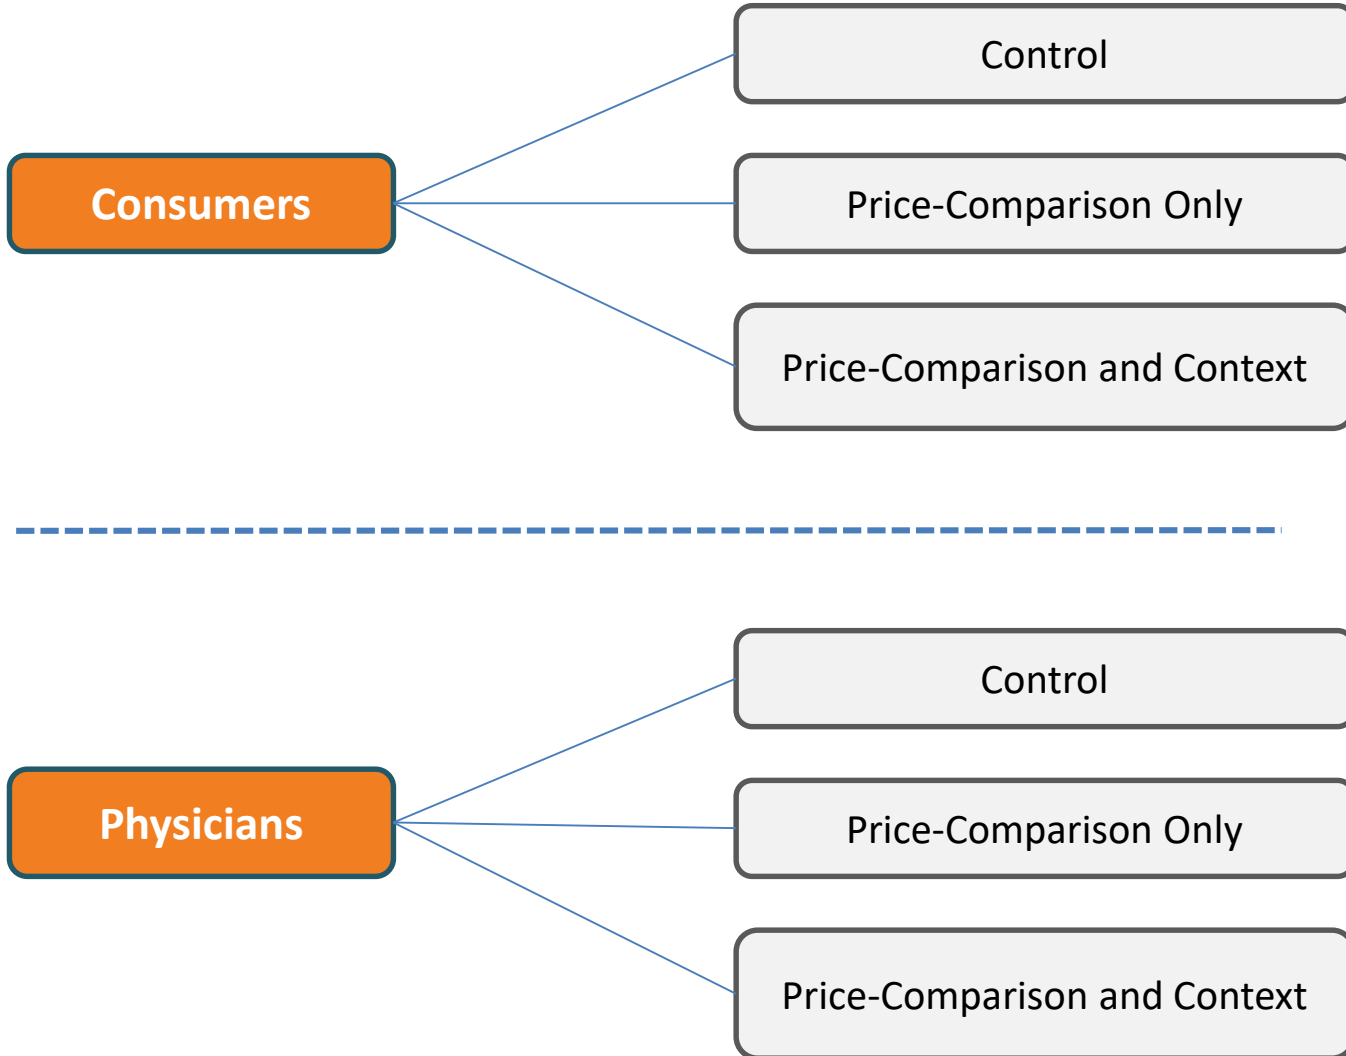 Control
Consumers
Price-Comparison Only
Price-Comparison and Context
Control
Physicians
Price-Comparison Only
Price-Comparison and Context